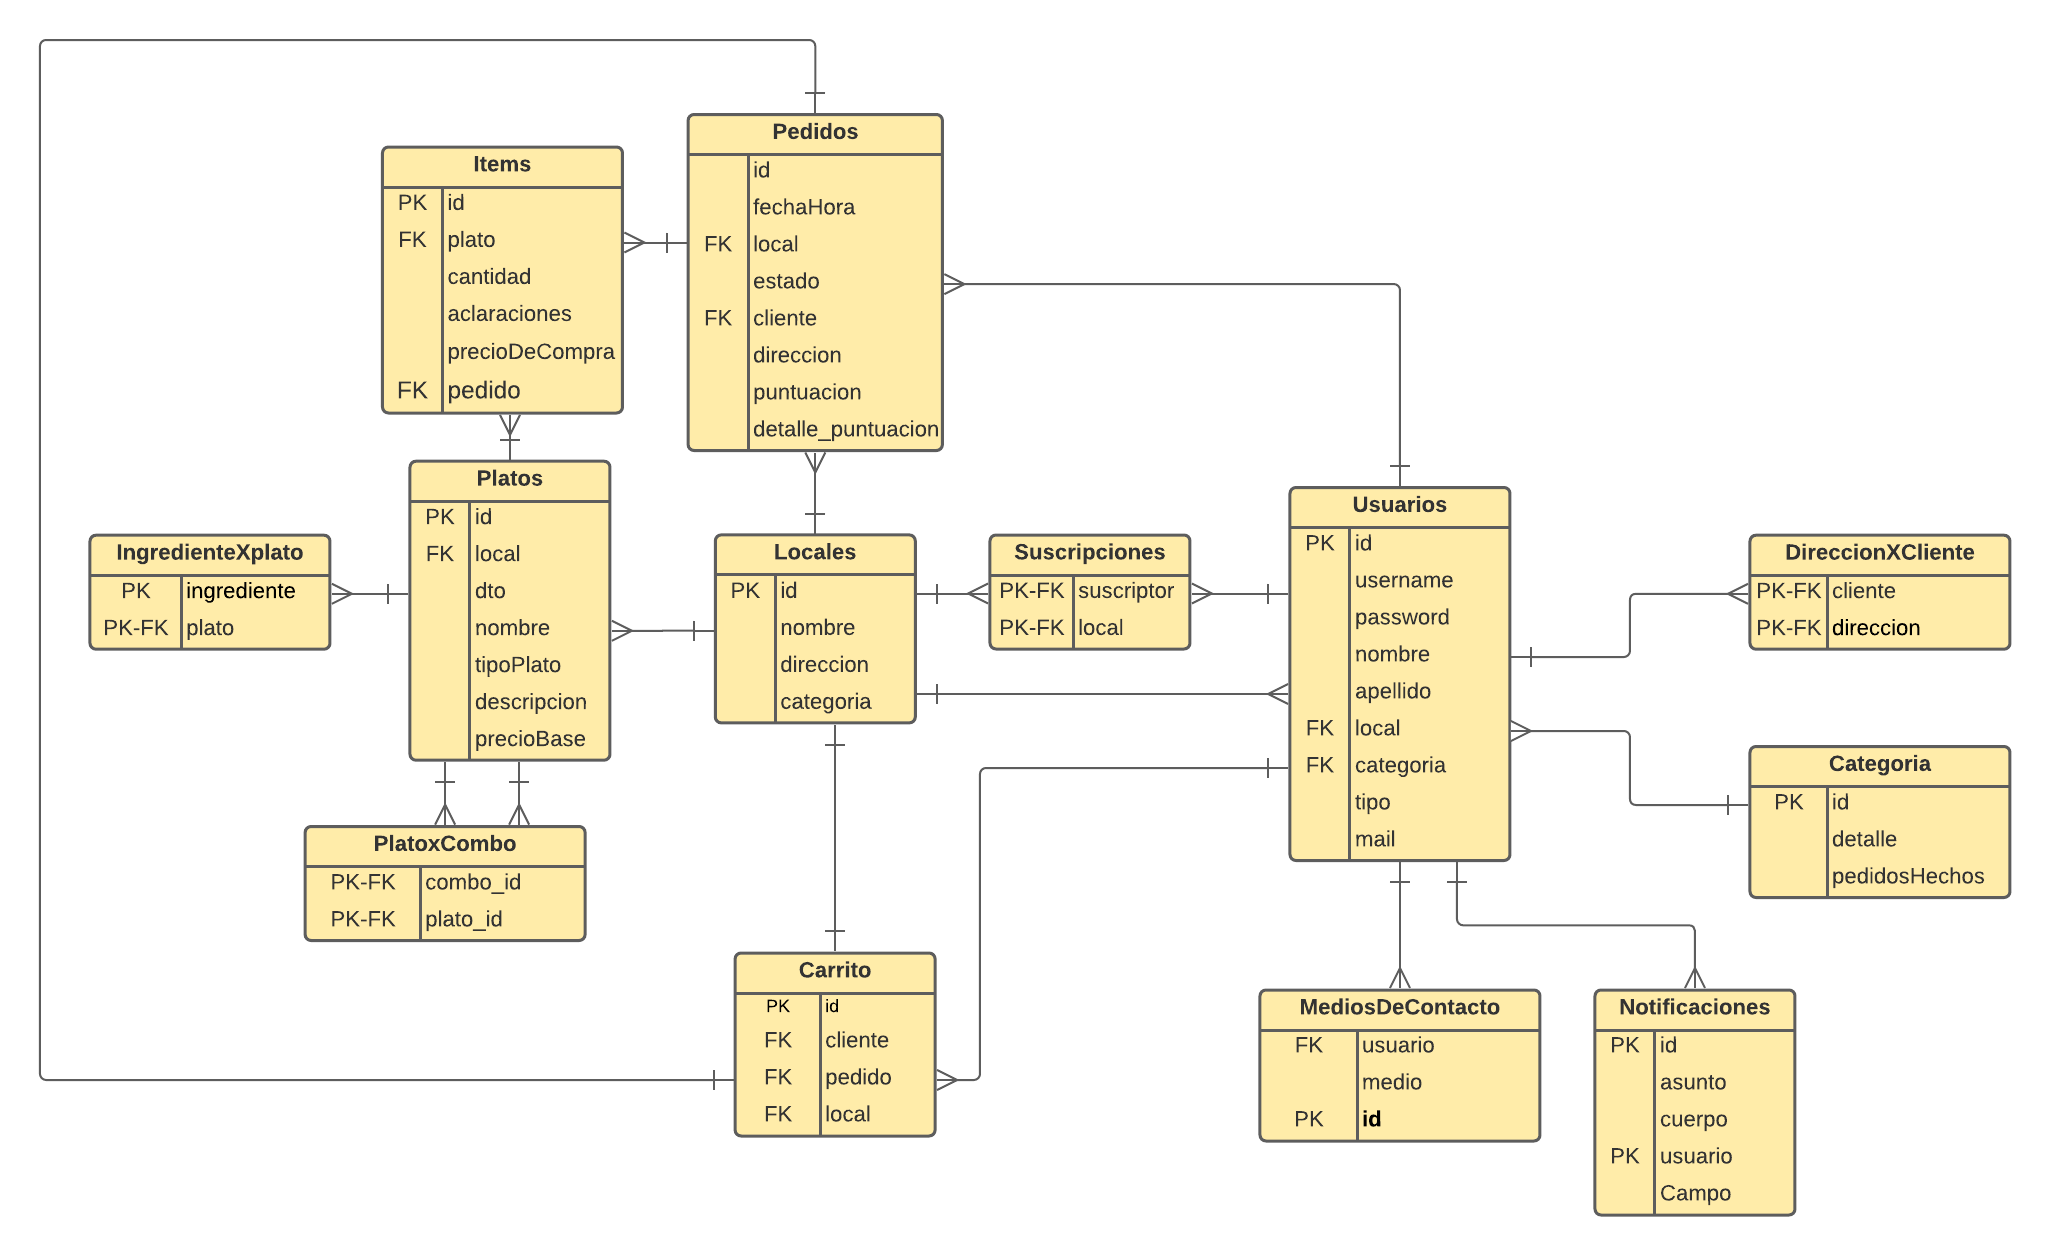 Pedidos
id
fechaHora
FK local
estado
FK cliente
direccion
puntuacion
detalle_puntuacion
Items
PK id
FK plato
cantidad
aclaraciones
precioDeCompra
FK pedido
Platos
PK id
FK local
dto
nombre
tipoPlato
descripcion
precioBase
IngredienteXplato
PK ingrediente
PK-FK plato
Locales
PK id
nombre
direccion
categoria
Suscripciones
PK-FK suscriptor
PK-FK local
Usuarios
PK id
username
password
nombre
apellido
FK local
FK categoria
tipo
mail
DireccionXCliente
PK-FK cliente
PK-FK direccion
Categoria
PK id
detalle
pedidosHechos
PlatoxCombo
PK-FK combo_id
PK-FK plato_id
Carrito
PK id
FK cliente
FK pedido
FK local
MediosDeContacto
FK usuario
medio
PK id
Notificaciones
PK id
asunto
cuerpo
PK usuario
Campo